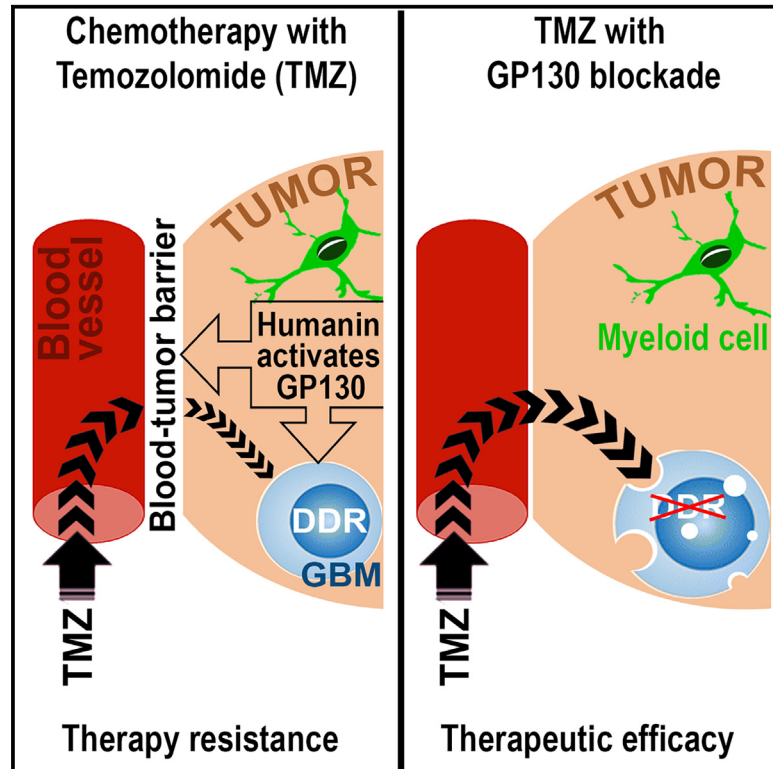 Chemotherapy with
Temozolomide (TMZ)
TUMOR
Blood
vessel
Blood-tumor barrier
Humanin
activates
GP130
DDR
GBM
TMZ
Therapy resistance
TMZ with
GP130 blockade
TUMOR
Myeloid cell
DDR
TMZ
Therapeutic efficacy